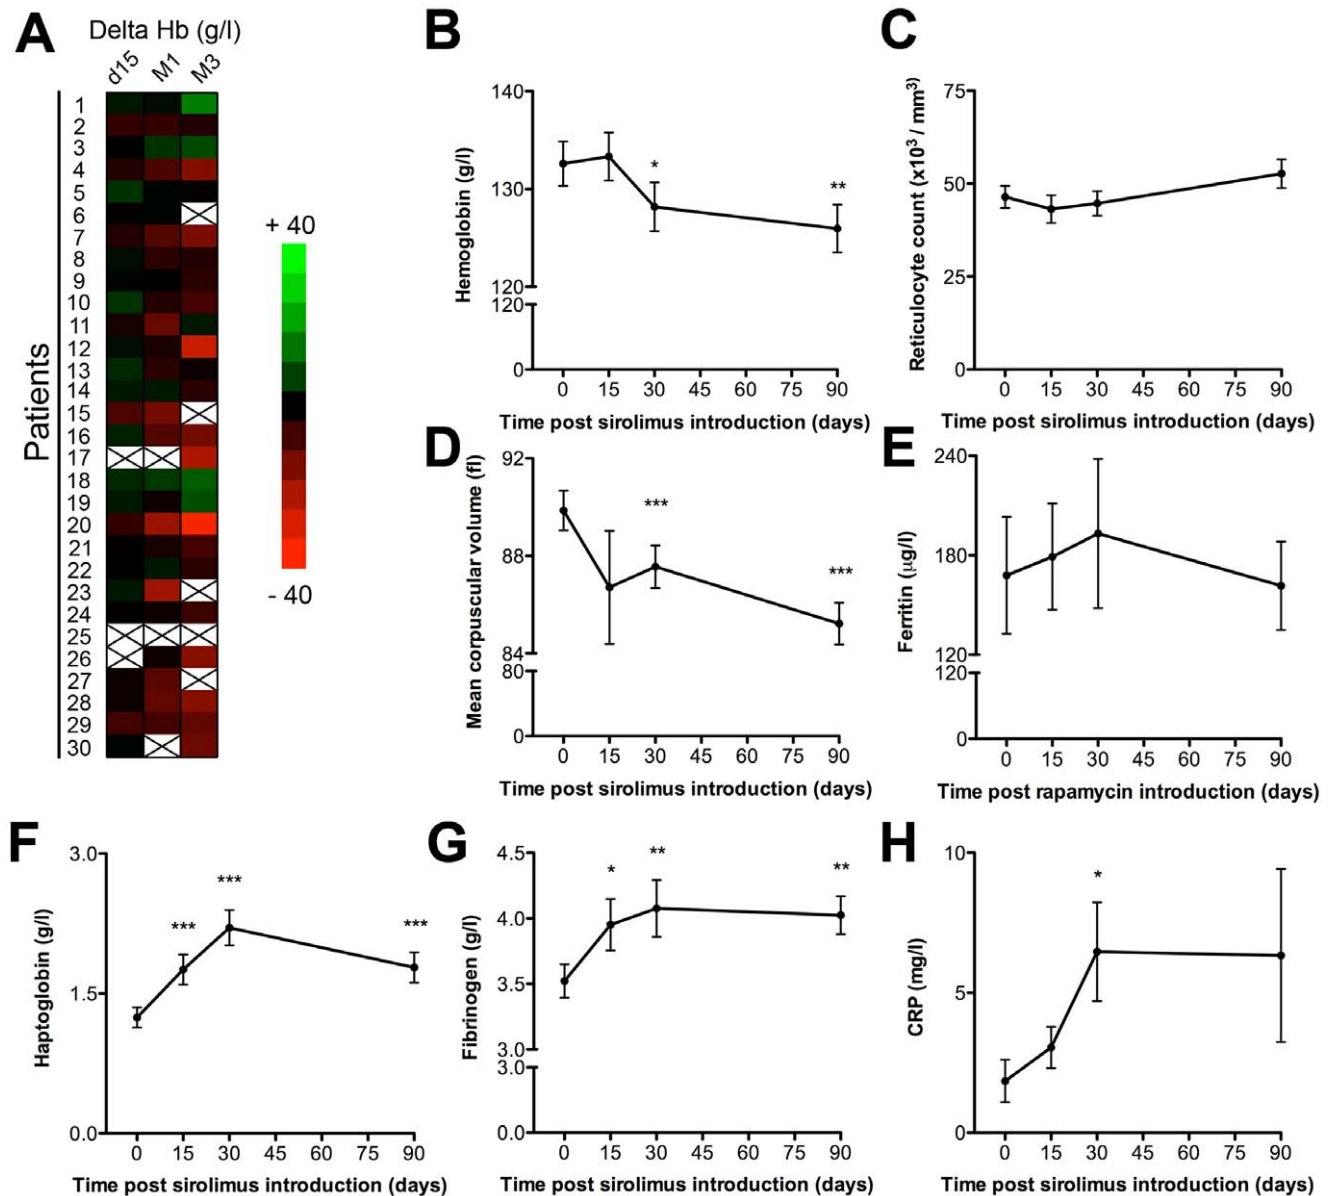 A
Delta Hb (g/l)
d15 M1 M3
Patients
1
2
3
4
5
6
7
8
9
10
11
12
13
14
15
16
17
18
19
20
21
22
23
24
25
26
27
28
29
30
+ 40
- 40
B
Hemoglobin (g/l)
140
130
120
120
0
*
**
0 15 30 45 60 75 90
Time post sirolimus introduction (days)
C
Reticulocyte count (x10³ / mm³)
75
50
25
0
0 15 30 45 60 75 90
Time post sirolimus introduction (days)
D
Mean corpuscular volume (fl)
92
88
84
80
0
***
***
0 15 30 45 60 75 90
Time post sirolimus introduction (days)
E
Ferritin (µg/l)
240
180
120
120
0
0 15 30 45 60 75 90
Time post rapamycin introduction (days)
F
Haptoglobin (g/l)
3.0
1.5
0.0
***
***
***
0 15 30 45 60 75 90
Time post sirolimus introduction (days)
G
Fibrinogen (g/l)
4.5
4.0
3.5
3.0
3.0
0.0
*
**
**
0 15 30 45 60 75 90
Time post sirolimus introduction (days)
H
CRP (mg/l)
10
5
0
*
0 15 30 45 60 75 90
Time post sirolimus introduction (days)